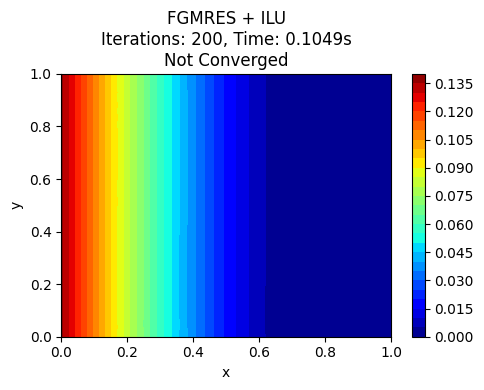 FGMRES + ILU
Iterations: 200, Time: 0.1049s
Not Converged
1.0
0.8
0.6
0.4
0.2
0.0
y
0.0 0.2 0.4 0.6 0.8 1.0
x
0.135
0.120
0.105
0.090
0.075
0.060
0.045
0.030
0.015
0.000